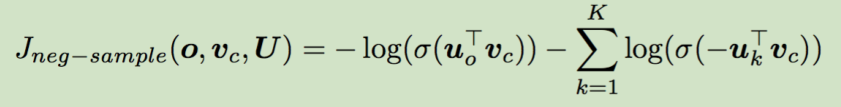 J_{neg-sample}(o, v_c, U) = − log(σ(u_o^⊤ v_c)) − ∑_{k=1}^{K} log(σ(−u_k^⊤ v_c))